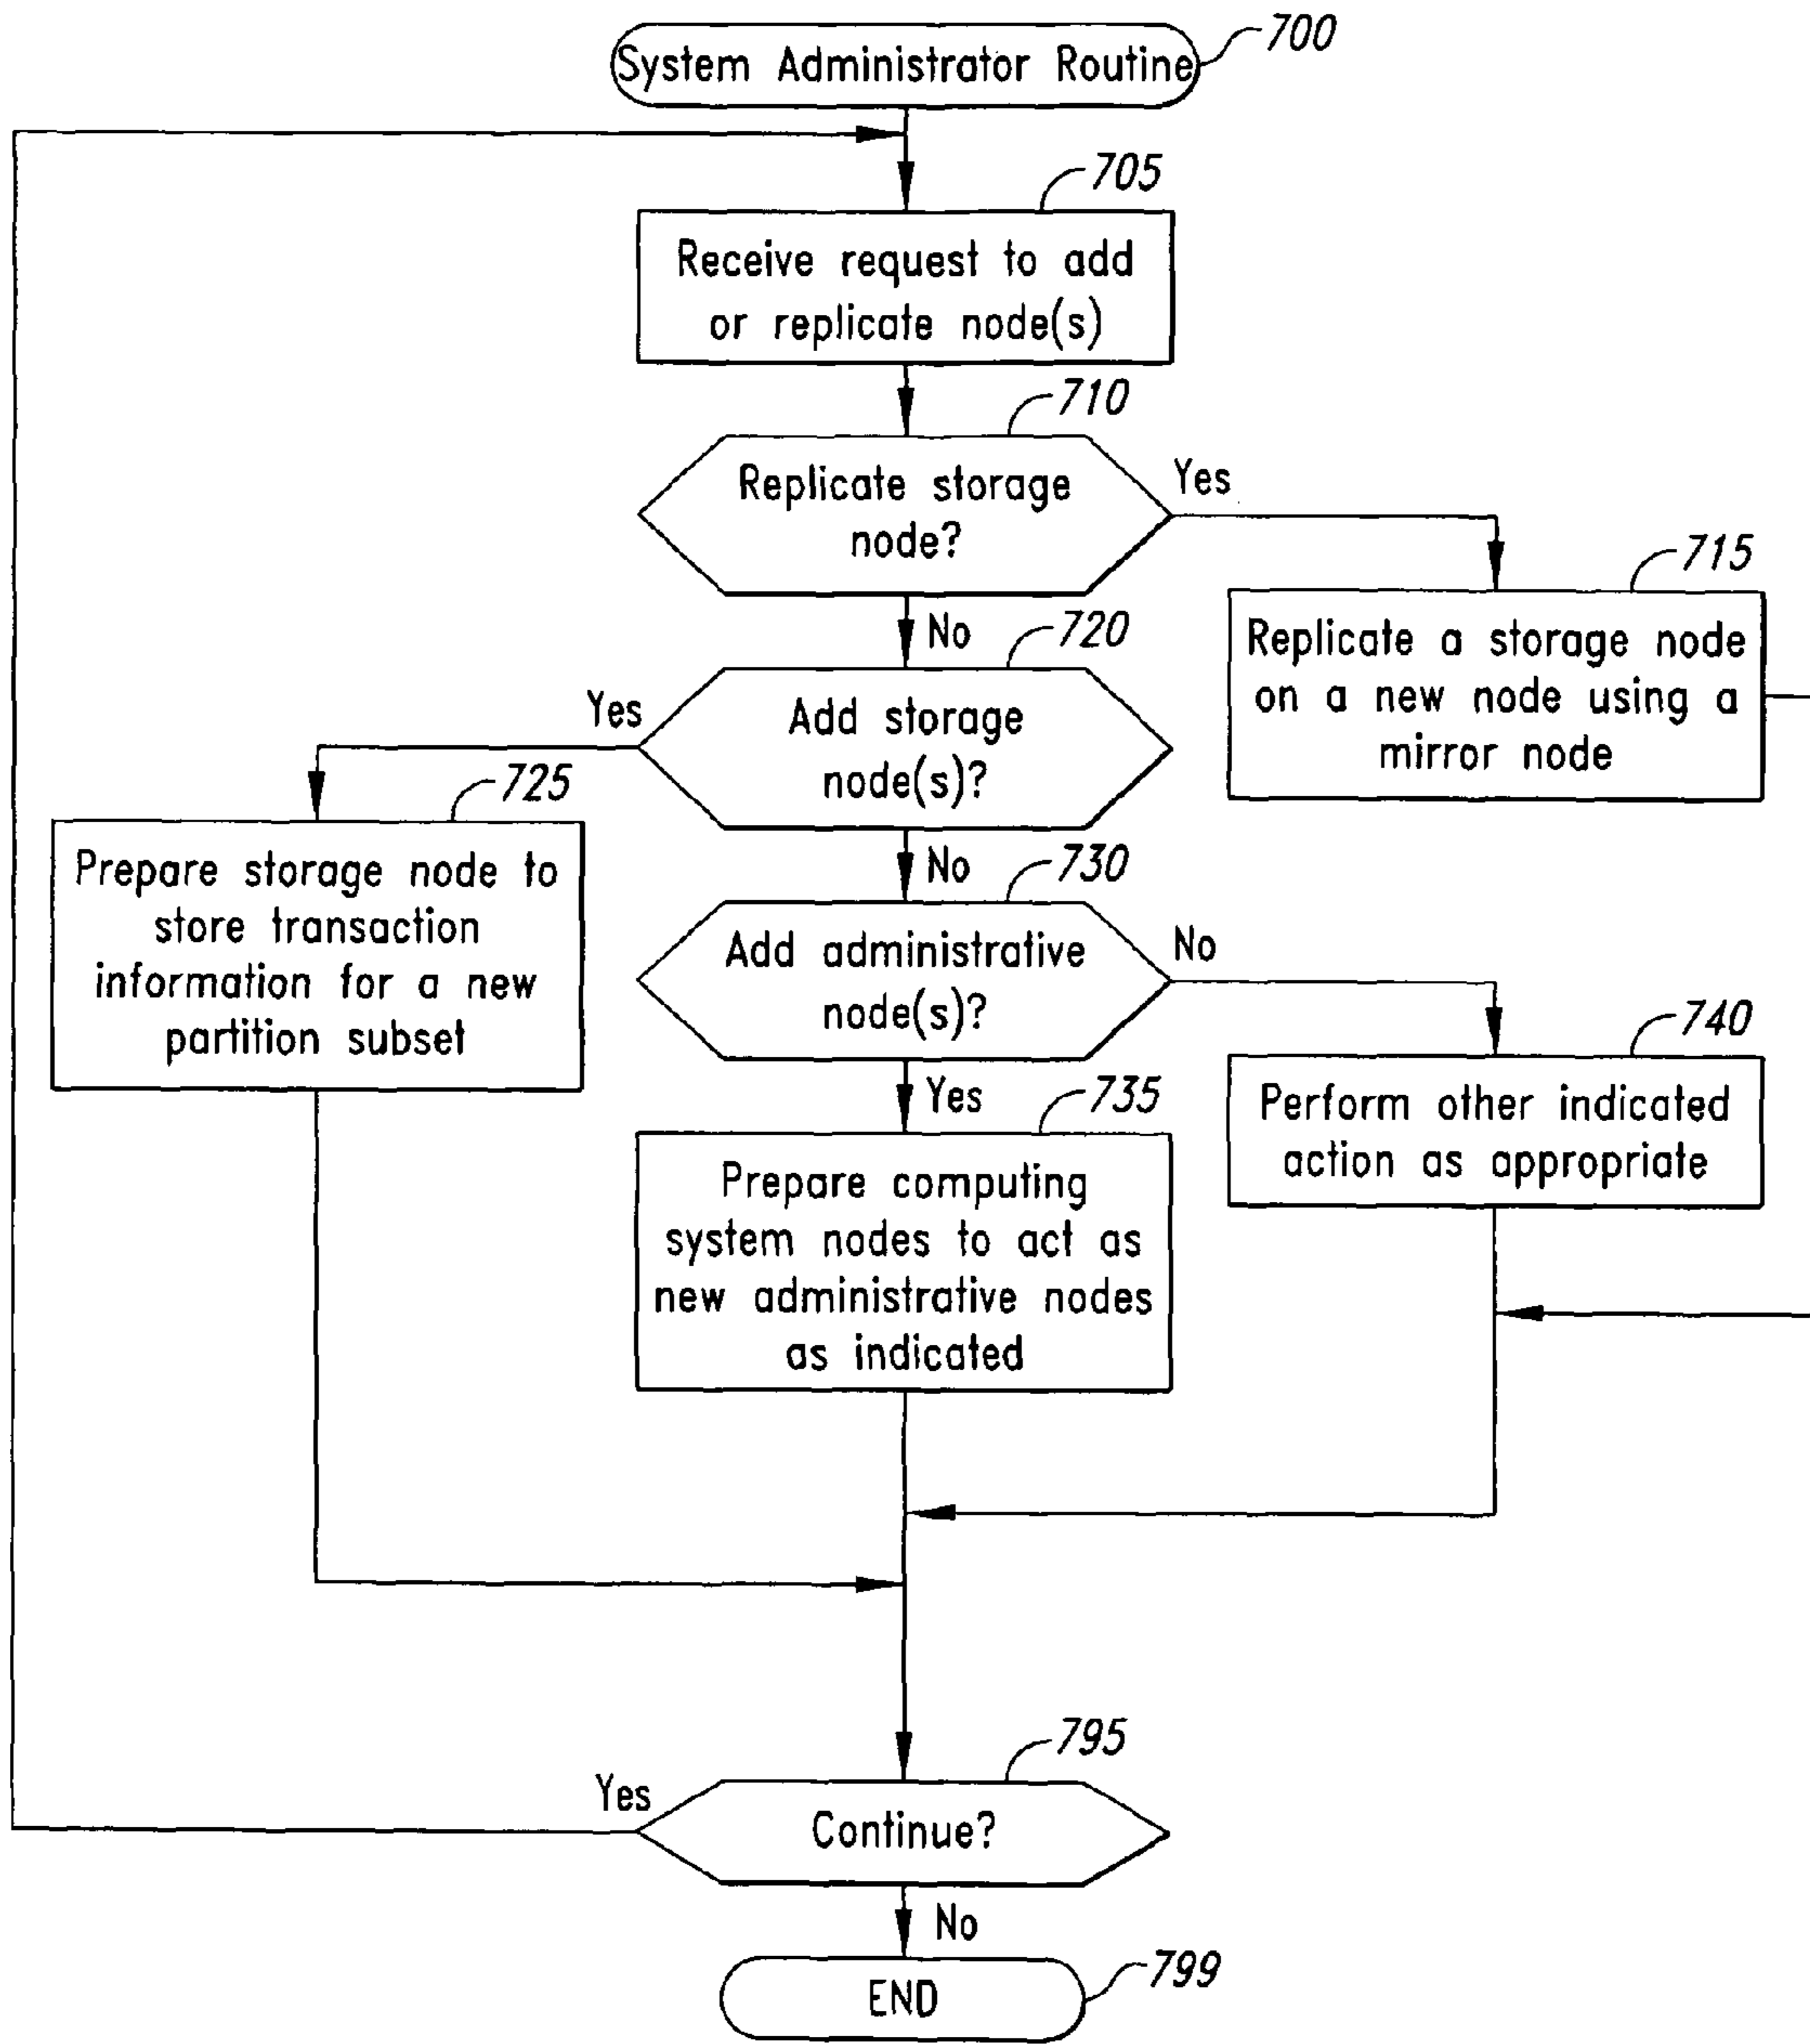 System Administrator Routine
700
705
Receive request to add
or replicate node(s)
710
Replicate storage
node?
Yes
No
715
Replicate a storage node
on a new node using a
mirror node
720
Add storage
node(s)?
Yes
No
725
Prepare storage node to
store transaction
information for a new
partition subset
730
Add administrative
node(s)?
No
Yes
735
Prepare computing
system nodes to act as
new administrative nodes
as indicated
740
Perform other indicated
action as appropriate
795
Continue?
Yes
No
END
799